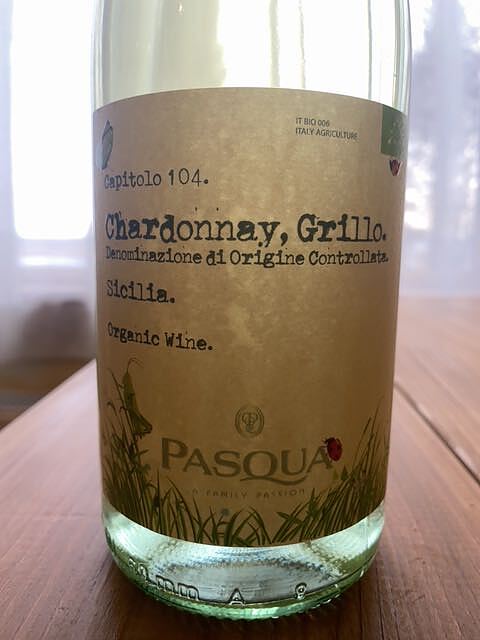 IT BIO 006
ITALY AGRICULTURE
Capitolo 104.
Chardonnay, Grillo.
Denominazione di Origine Controllata.
Sicilia.
Organic Wine.
PASQUA
A FAMILY PASSION